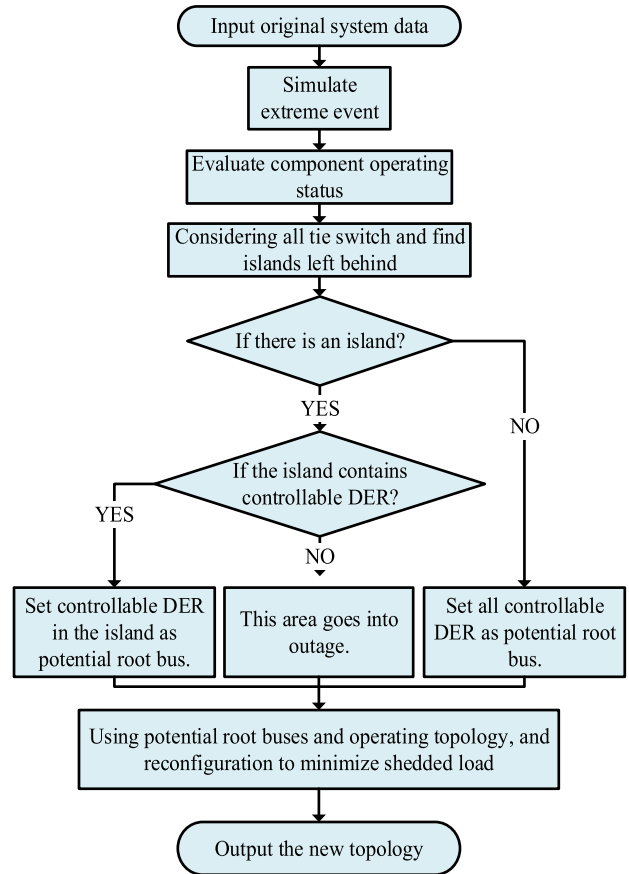 Input original system data
Simulate
extreme event
Evaluate component operating
status
Considering all tie switch and find
islands left behind
If there is an island?
YES
NO
If the island contains
controllable DER?
YES
NO
Set controllable DER
in the island as
potential root bus.
This area goes into
outage.
Set all controllable
DER as potential root
bus.
Using potential root buses and operating topology, and
reconfiguration to minimize shedded load
Output the new topology